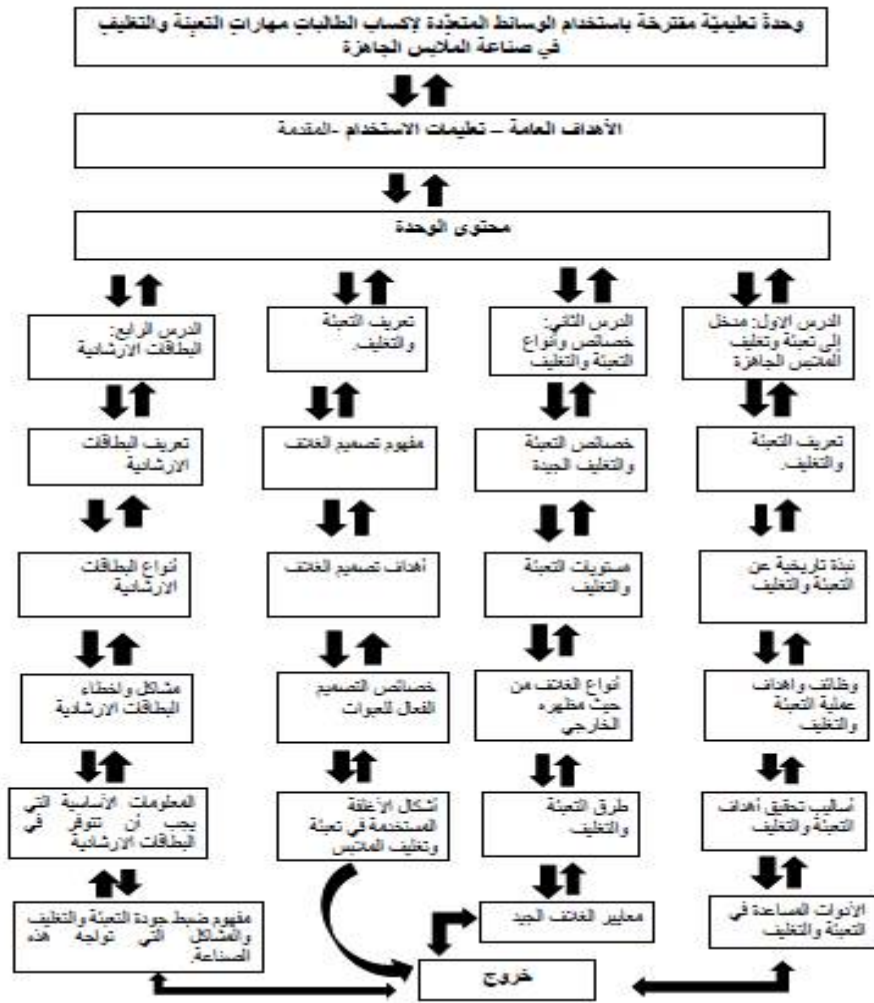 وحدة تعليمية مقترحة باستخدام الوسائط المتعددة لإكساب الطالبات مهارات التعبئة والتغليف
في صناعة الملابس الجاهزة
الأهداف العامة – تعليمات الاستخدام -المقدمة
محتوى الوحدة
الدرس الاول: مدخل
إلى تعبئة وتغليف
الملابس الجاهزة
تعريف التعبئة
والتغليف.
نبذة تاريخية عن
التعبئة والتغليف
وظائف واهداف
عملية التعبئة
والتغليف
أساليب تحقيق أهداف
التعبئة والتغليف
الأدوات المساعدة في
التعبئة والتغليف
الدرس الثاني:
خصائص وأنواع
التعبئة والتغليف
خصائص التعبئة
والتغليف الجيدة
مستويات التعبئة
والتغليف
أنواع الغلاف من
حيث مظهره
الخارجي
طرق التعبئة
والتغليف
معايير الغلاف الجيد
تعريف التعبئة
والتغليف.
مفهوم تصميم الغلاف
أهداف تصميم الغلاف
خصائص التصميم
الفعال للعبوات
أشكال الأغلفة
المستخدمة في تعبئة
وتغليف الملابس
الدرس الرابع:
البطاقات الارشادية
تعريف البطاقات
الارشادية
أنواع البطاقات
الارشادية
مشاكل واخطاء
البطاقات الارشادية
المعلومات الأساسية التي
يجب أن تتوفر في
البطاقات الارشادية
مفهوم ضبط جودة التعبئة والتغليف
والمشاكل التي تواجه هذه
الصناعة.
خروج